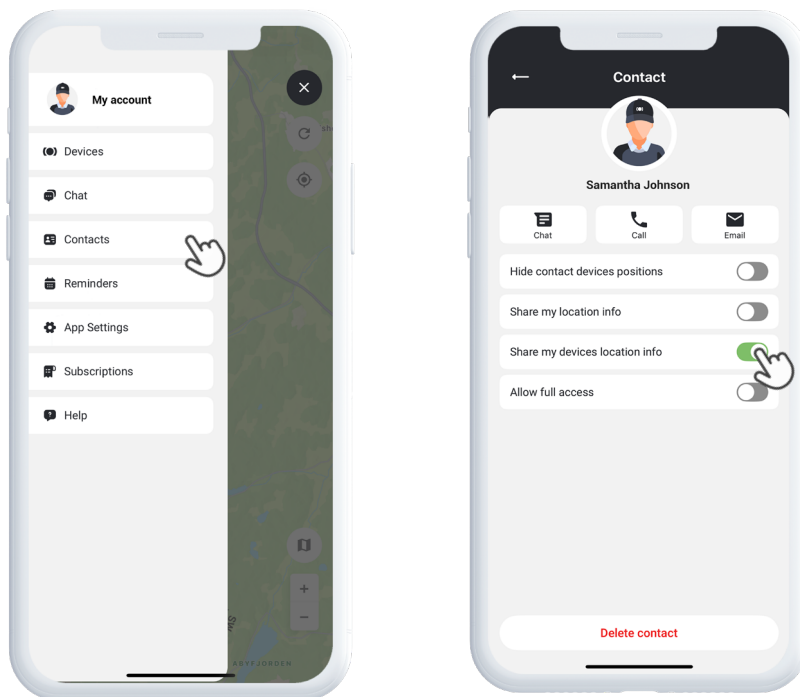 My account
Devices
Chat
Contacts
Reminders
App Settings
Subscriptions
Help
ABYFJORDEN
Contact
Samantha Johnson
Chat
Call
Email
Hide contact devices positions
Share my location info
Share my devices location info
Allow full access
Delete contact